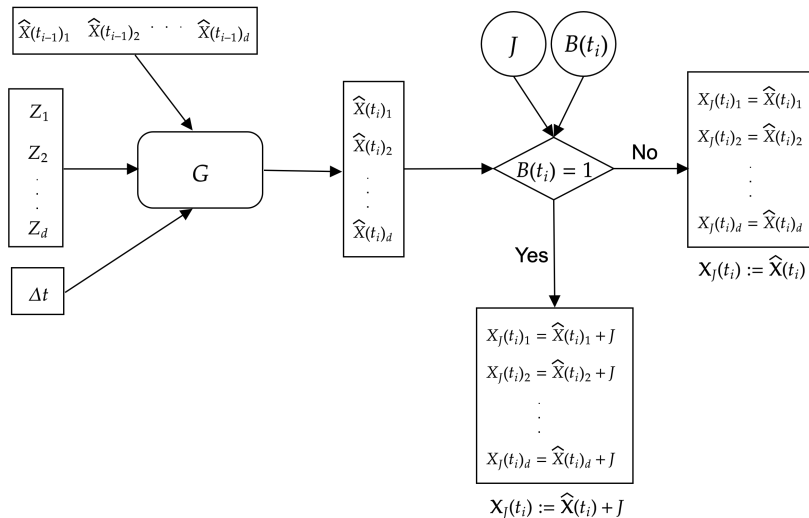 X̂(t_{i−1})_1 X̂(t_{i−1})_2 · · · X̂(t_{i−1})_d
Z_1
Z_2
.
.
.
Z_d
Δt
G
X̂(t_i)_1
X̂(t_i)_2
.
.
.
X̂(t_i)_d
J
B(t_i)
B(t_i) = 1
No
X_J(t_i)_1 = X̂(t_i)_1
X_J(t_i)_2 = X̂(t_i)_2
.
.
.
X_J(t_i)_d = X̂(t_i)_d
𝐗_J(t_i) := 𝐗̂(t_i)
Yes
X_J(t_i)_1 = X̂(t_i)_1 + J
X_J(t_i)_2 = X̂(t_i)_2 + J
.
.
.
X_J(t_i)_d = X̂(t_i)_d + J
𝐗_J(t_i) := 𝐗̂(t_i) + J